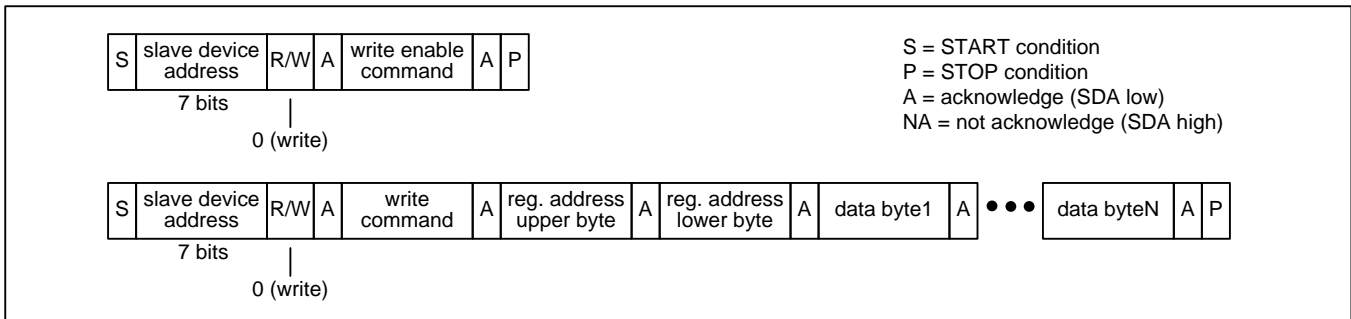 S slave device address R/W A write enable command A P
7 bits
0 (write)
S = START condition
P = STOP condition
A = acknowledge (SDA low)
NA = not acknowledge (SDA high)
S slave device address R/W A write command A reg. address upper byte A reg. address lower byte A data byte1 A ••• data byteN A P
7 bits
0 (write)